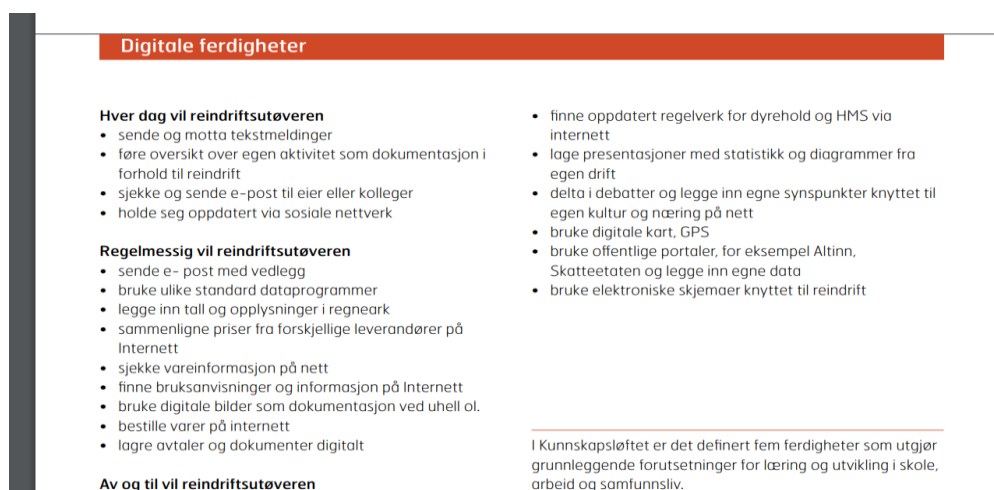 Digitale ferdigheter
Hver dag vil reindriftsutøveren
• sende og motta tekstmeldinger
• føre oversikt over egen aktivitet som dokumentasjon i
forhold til reindrift
• sjekke og sende e-post til eier eller kolleger
• holde seg oppdatert via sosiale nettverk
Regelmessig vil reindriftsutøveren
• sende e- post med vedlegg
• bruke ulike standard dataprogrammer
• legge inn tall og opplysninger i regneark
• sammenligne priser fra forskjellige leverandører på
Internett
• sjekke vareinformasjon på nett
• finne bruksanvisninger og informasjon på Internett
• bruke digitale bilder som dokumentasjon ved uhell ol.
• bestille varer på internett
• lagre avtaler og dokumenter digitalt
Av og til vil reindriftsutøveren
• finne oppdatert regelverk for dyrehold og HMS via
internett
• lage presentasjoner med statistikk og diagrammer fra
egen drift
• delta i debatter og legge inn egne synspunkter knyttet til
egen kultur og næring på nett
• bruke digitale kart, GPS
• bruke offentlige portaler, for eksempel Altinn,
Skatteetaten og legge inn egne data
• bruke elektroniske skjemaer knyttet til reindrift
I Kunnskapsløftet er det definert fem ferdigheter som utgjør
grunnleggende forutsetninger for læring og utvikling i skole,
arbeid og samfunnsliv.